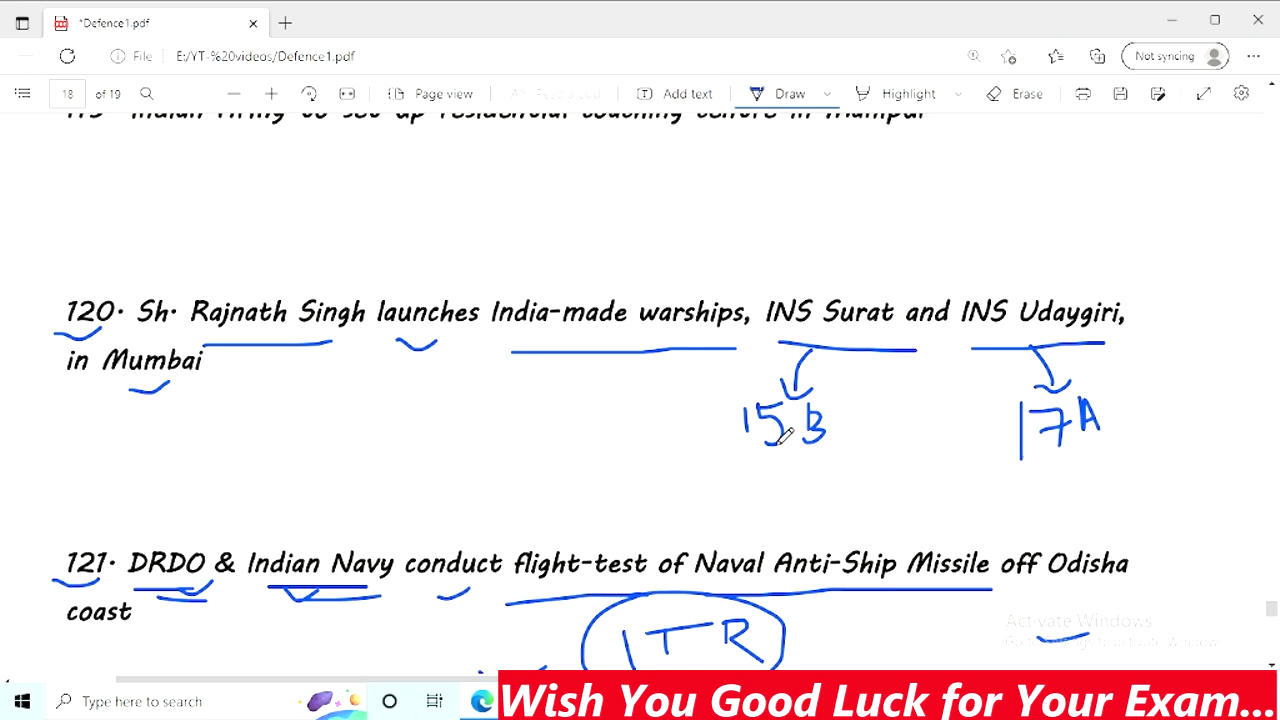 *Defence1.pdf
File E:/YT-%20videos/Defence1.pdf
Not syncing
18 of 19
Page view
Add text
Draw
Highlight
Erase
120. Sh. Rajnath Singh launches India-made warships, INS Surat and INS Udaygiri,
in Mumbai
15B 17A
121. DRDO & Indian Navy conduct flight-test of Naval Anti-Ship Missile off Odisha
coast
ITR
Activate Windows
Type here to search
Wish You Good Luck for Your Exam...